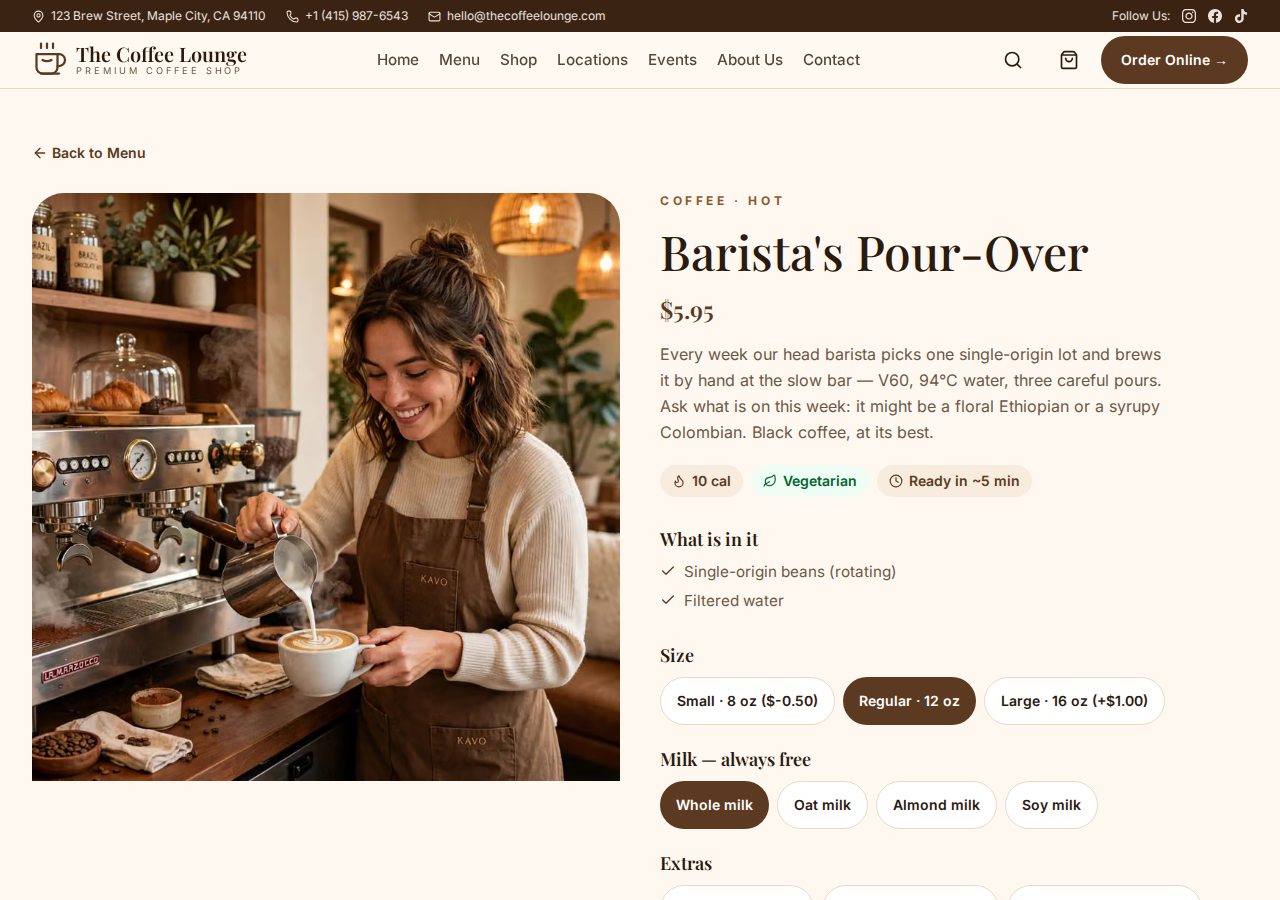 123 Brew Street, Maple City, CA 94110
+1 (415) 987-6543
hello@thecoffeelounge.com
Follow Us:
The Coffee Lounge
PREMIUM COFFEE SHOP
Home
Menu
Shop
Locations
Events
About Us
Contact
Order Online →
Back to Menu
BRAZIL
COFFEE · HOT
Barista's Pour-Over
$5.95
Every week our head barista picks one single-origin lot and brews
it by hand at the slow bar — V60, 94°C water, three careful pours.
Ask what is on this week: it might be a floral Ethiopian or a syrupy
Colombian. Black coffee, at its best.
10 cal
Vegetarian
Ready in ~5 min
What is in it
Single-origin beans (rotating)
Filtered water
KAVO
LA MARZOCCO
KAVO
Size
Small · 8 oz ($-0.50)
Regular · 12 oz
Large · 16 oz (+$1.00)
Milk — always free
Whole milk
Oat milk
Almond milk
Soy milk
Extras